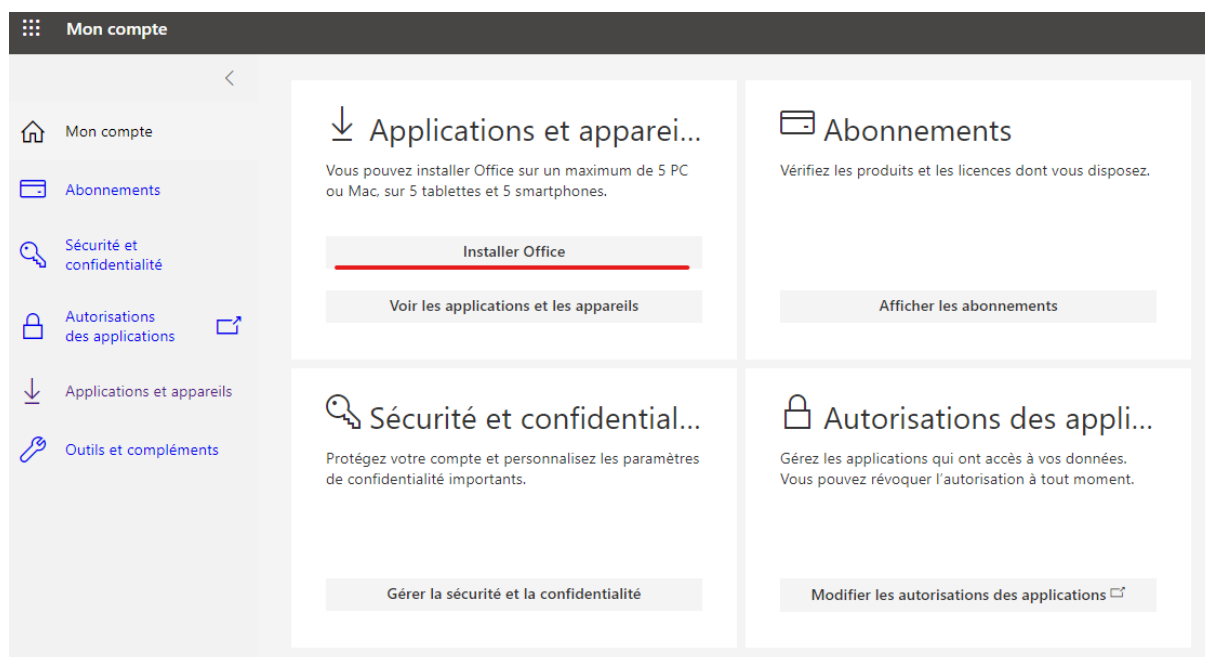 Mon compte
Mon compte
Abonnements
Sécurité et
confidentialité
Autorisations
des applications
Applications et appareils
Outils et compléments
Applications et apparei...
Vous pouvez installer Office sur un maximum de 5 PC
ou Mac, sur 5 tablettes et 5 smartphones.
Installer Office
Voir les applications et les appareils
Abonnements
Vérifiez les produits et les licences dont vous disposez.
Afficher les abonnements
Sécurité et confidential...
Protégez votre compte et personnalisez les paramètres
de confidentialité importants.
Gérer la sécurité et la confidentialité
Autorisations des appli...
Gérez les applications qui ont accès à vos données.
Vous pouvez révoquer l'autorisation à tout moment.
Modifier les autorisations des applications